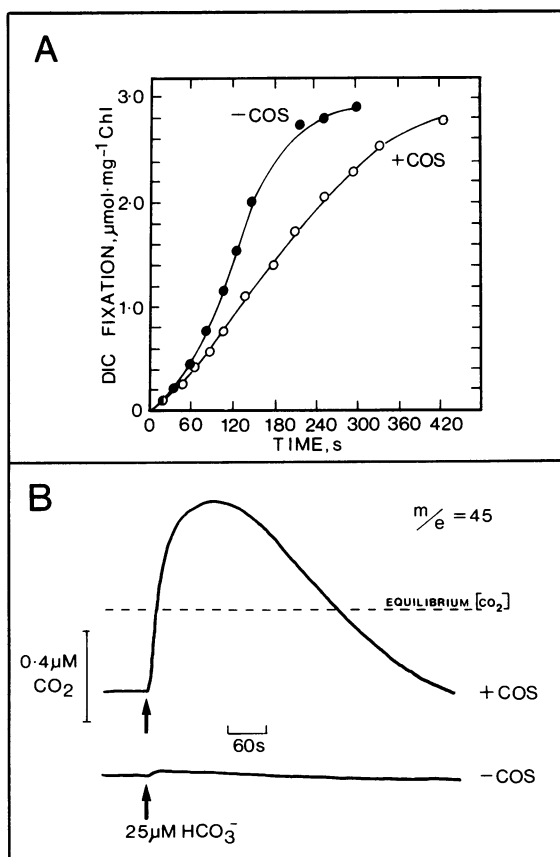 A
3·0
−COS
+COS
2·0
1·0
0
DIC FIXATION, µmol·mg⁻¹Chl
0 60 120 180 240 300 360 420
TIME, s
B
m/e = 45
EQUILIBRIUM [CO₂]
0·4µM
CO₂
+COS
60s
−COS
25µM HCO₃⁻